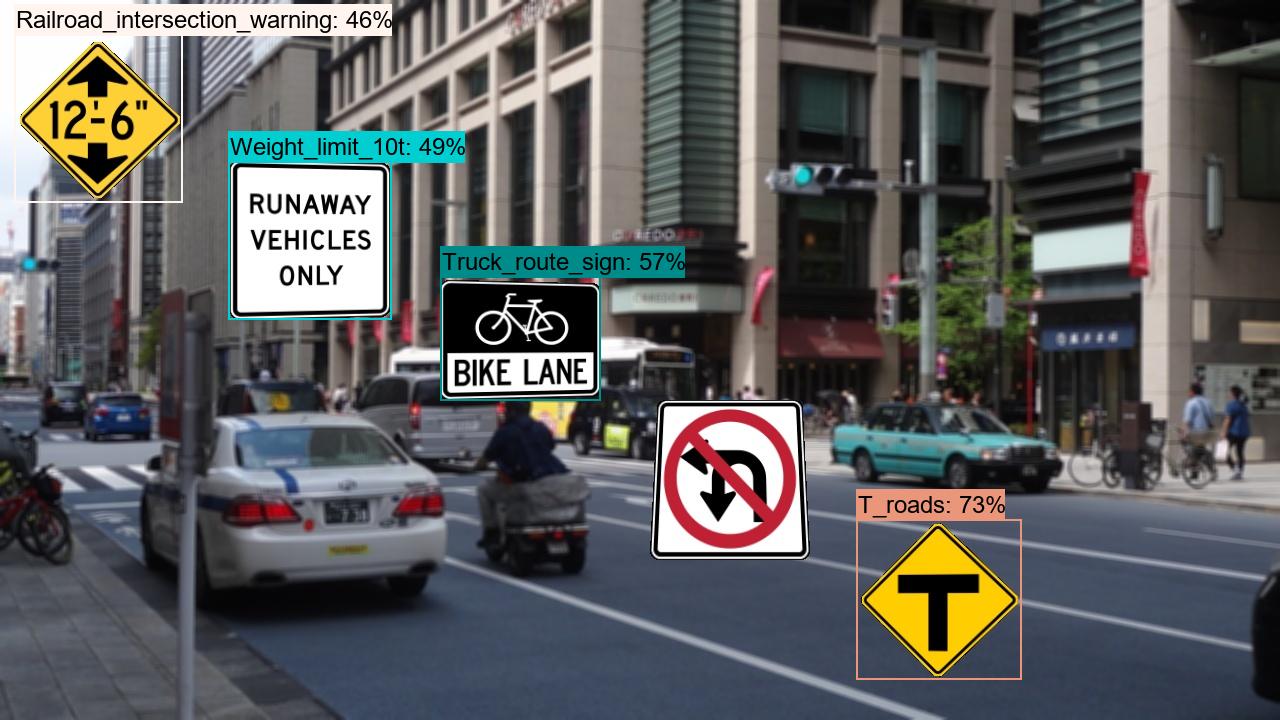 Railroad_intersection_warning: 46%
12'-6"
Weight_limit_10t: 49%
RUNAWAY
VEHICLES
ONLY
Truck_route_sign: 57%
BIKE LANE
T_roads: 73%
T